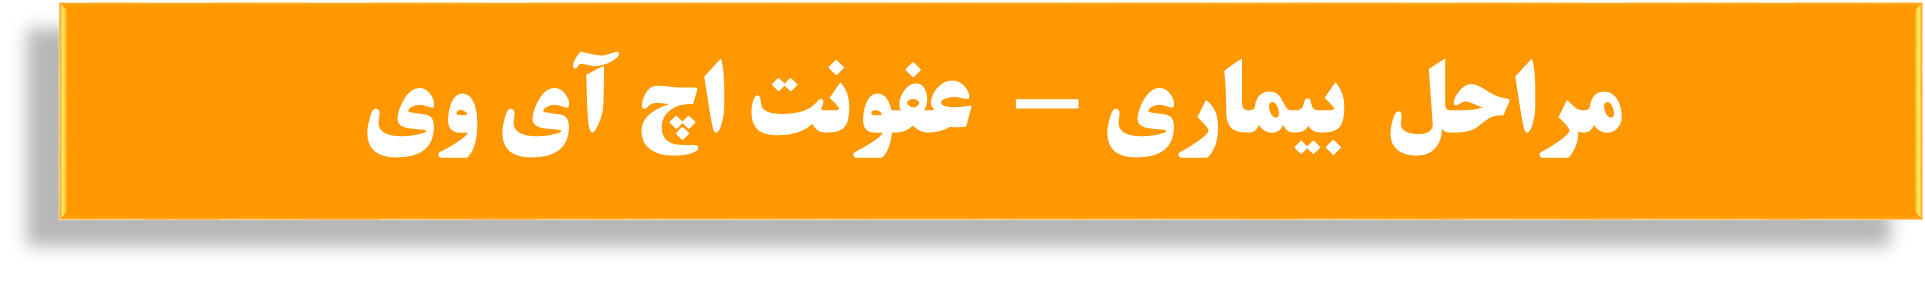 مراحل بیماری – عفونت اچ آی وی